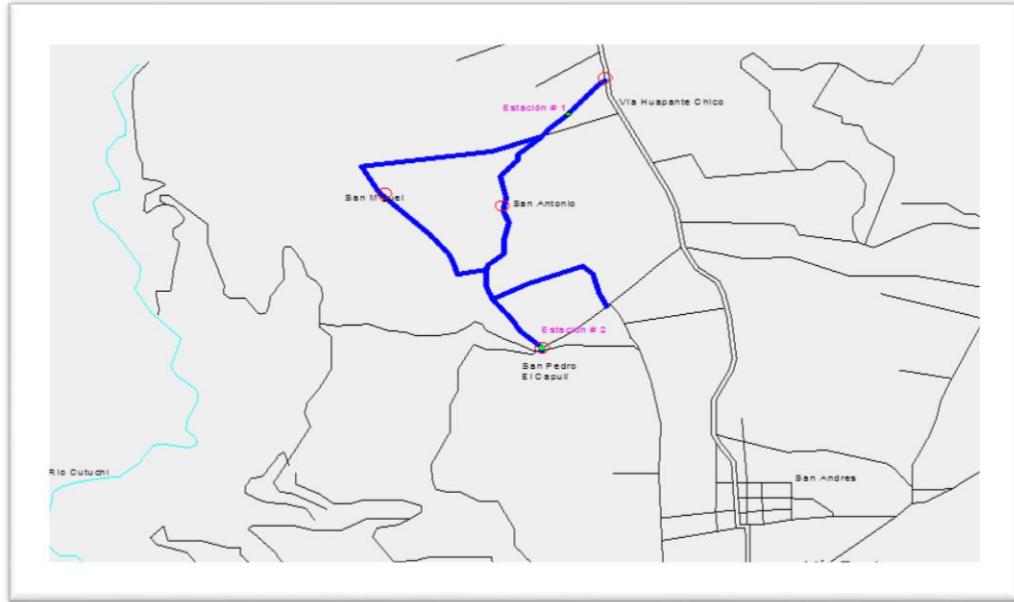 Vía Huapante Chico
Estación # 1
San Miguel
San Antonio
Estación # 2
San Pedro
El Capulí
Río Cutuchi
San Andres